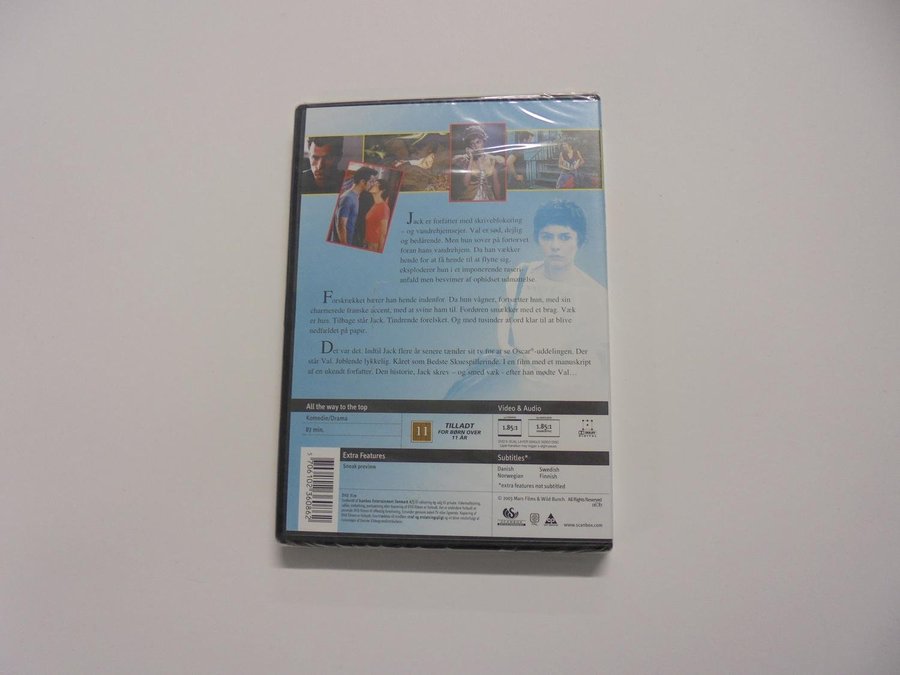 Jack er forfatter med skriveblokering
– og vandrehjemsejer. Val er sød, dejlig
og bedårende. Men hun sover på fortorvet
foran hans vandrehjem. Da han vækker
hende for at få hende til at flytte sig,
eksploderer hun i et imponerende raseri-
anfald men besvimer af ophidset udmattelse.
Forskrækket bærer han hende indenfor. Da hun vågner, fortsætter hun, med sin
charmerede franske accent, med at svine ham til. Fordøren smækker med et brag. Væk
er hun. Tilbage står Jack. Tindrende forelsket. Og med tusinder af ord klar til at blive
nedfældet på papir.
Det var det. Indtil Jack flere år senere tænder sit tv for at se Oscar®-uddelingen. Der
står Val. Jublende lykkelig. Kåret som Bedste Skuespillerinde. I en film med et manuskript
af en ukendt forfatter. Den historie, Jack skrev – og smed væk - efter han mødte Val...
All the way to the top
Video & Audio
Komedie/Drama
87 min.
11
TILLADT
FOR BØRN OVER
11 ÅR
1.85:1
1.85:1
DOLBY
DIGITAL
Extra Features
Sneak preview
Subtitles*
Danish Swedish
Norwegian Finnish
*extra features not subtitled
5 706102 360862
© 2003 Mars Films & Wild Bunch. All Rights Reserved
SCANBOX
www.scanbox.com